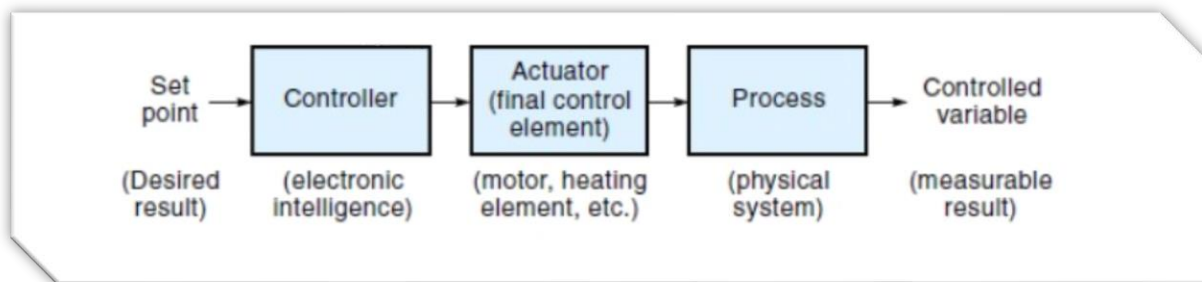 Set
point
Controller
Actuator
(final control
element)
Process
Controlled
variable
(Desired
result)
(electronic
intelligence)
(motor, heating
element, etc.)
(physical
system)
(measurable
result)